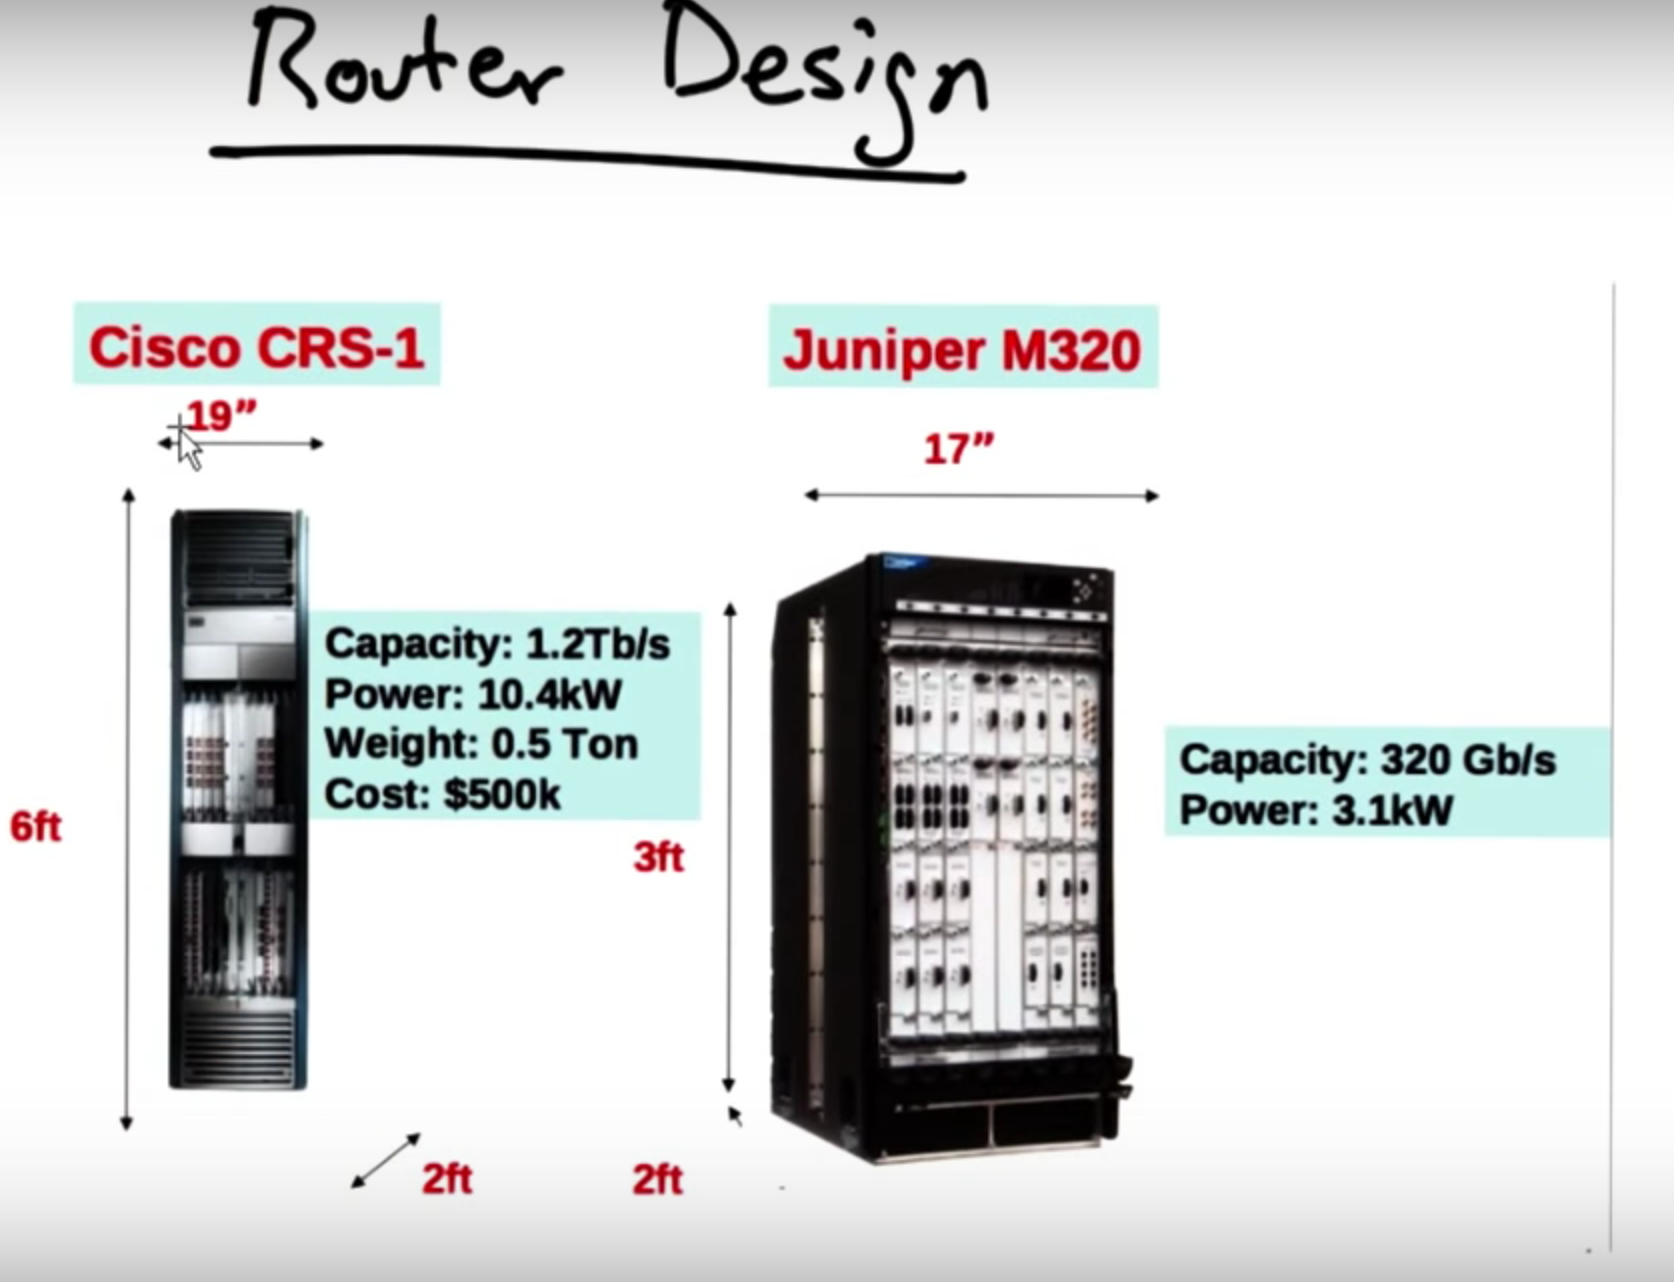 Router Design
Cisco CRS-1
19”
6ft
Capacity: 1.2Tb/s
Power: 10.4kW
Weight: 0.5 Ton
Cost: $500k
2ft
Juniper M320
17”
3ft
Capacity: 320 Gb/s
Power: 3.1kW
2ft